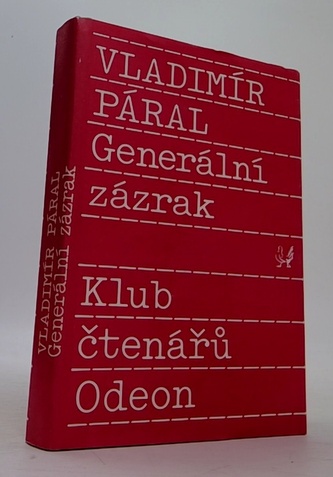 VLADIMÍR
PÁRAL
Generální
zázrak
Klub
čtenářů
Odeon
VLADIMÍR PÁRAL
Generální zázrak